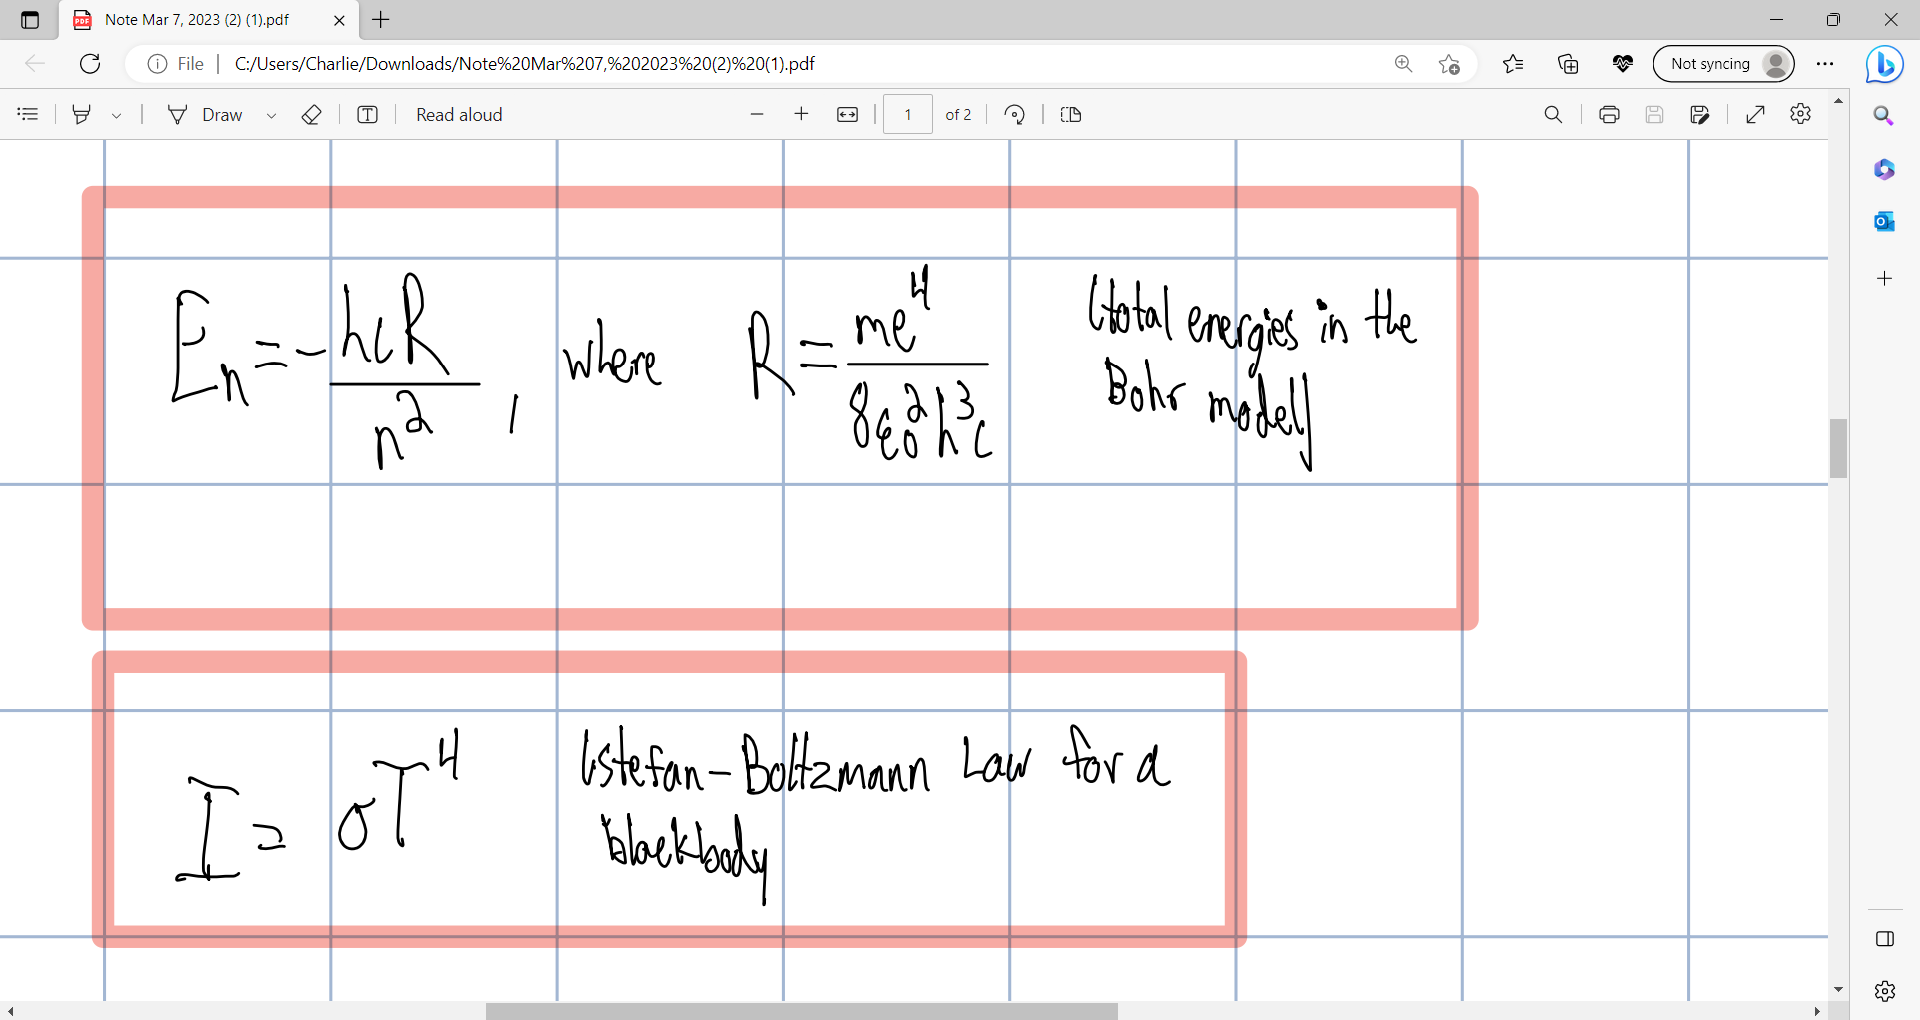 Note Mar 7, 2023 (2) (1).pdf
File | C:/Users/Charlie/Downloads/Note%20Mar%207,%202023%20(2)%20(1).pdf
Not syncing
Draw
Read aloud
1 of 2
Eₙ = -hcR/n², where R = me⁴/8ε₀²h³c
(total energies in the
Bohr model)
I = σT⁴
(Stefan-Boltzmann Law for a
blackbody